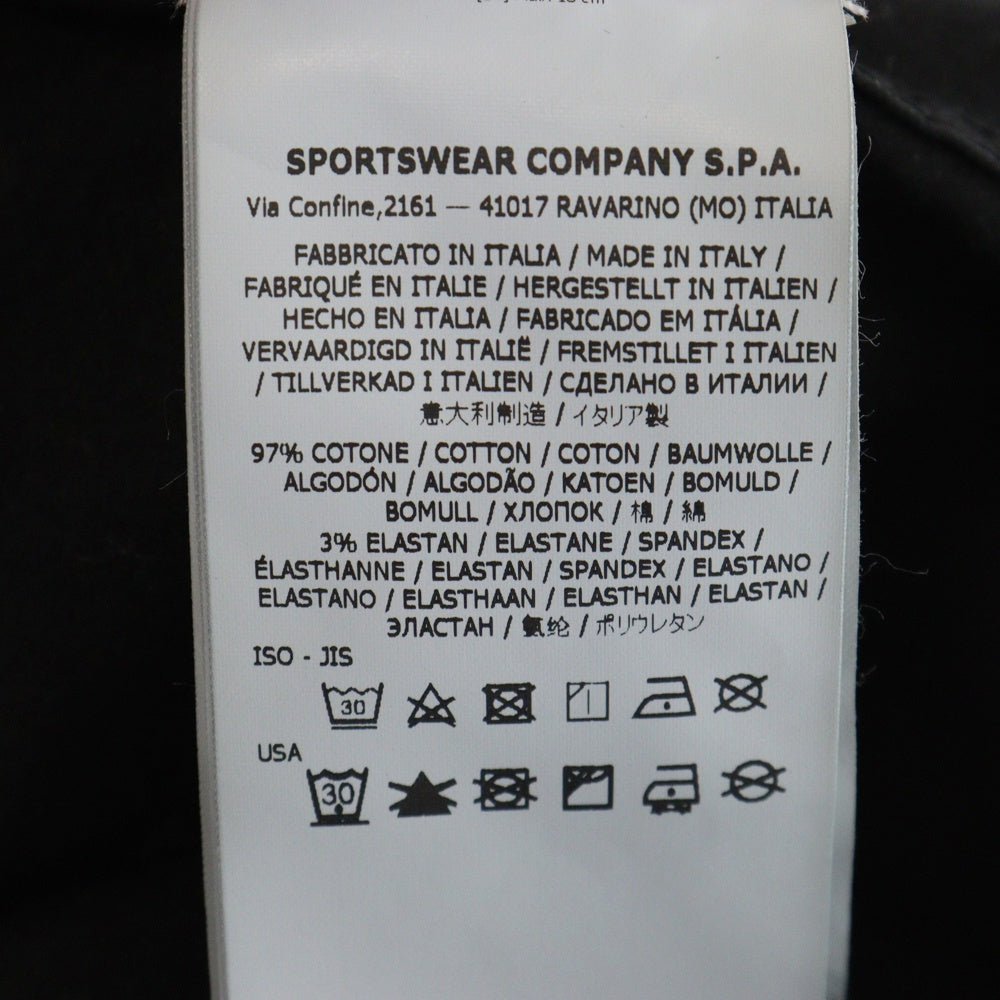 SPORTSWEAR COMPANY S.P.A.
Via Confine,2161 — 41017 RAVARINO (MO) ITALIA
FABBRICATO IN ITALIA / MADE IN ITALY /
FABRIQUÉ EN ITALIE / HERGESTELLT IN ITALIEN /
HECHO EN ITALIA / FABRICADO EM ITÁLIA /
VERVAARDIGD IN ITALIË / FREMSTILLET I ITALIEN
/ TILLVERKAD I ITALIEN / СДЕЛАНО В ИТАЛИИ /
意大利制造 / イタリア製
97% COTONE / COTTON / COTON / BAUMWOLLE /
ALGODÓN / ALGODÃO / KATOEN / BOMULD /
BOMULL / ХЛОПОК / 棉 / 綿
3% ELASTAN / ELASTANE / SPANDEX /
ÉLASTHANNE / ELASTAN / SPANDEX / ELASTANO /
ELASTANO / ELASTHAAN / ELASTHAN / ELASTAN /
ЭЛАСТАН / 氨纶 / ポリウレタン
ISO - JIS
30
USA
30